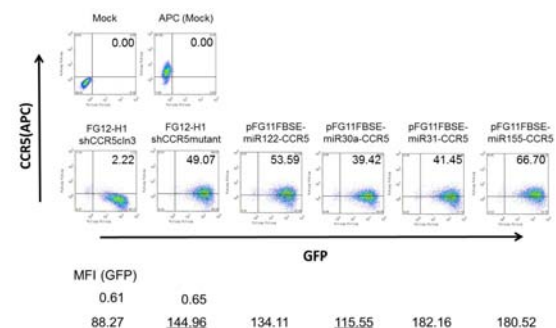 Mock APC (Mock)
0.00 0.00
CCR5(APC)
FG12-H1 FG12-H1 pFG11FBSE- pFG11FBSE- pFG11FBSE- pFG11FBSE-
shCCR5cln3 shCCR5mutant miR122-CCR5 miR30a-CCR5 miR31-CCR5 miR155-CCR5
2.22 49.07 53.59 39.42 41.45 66.70
GFP
MFI (GFP)
0.61 0.65
88.27 144.96 134.11 115.55 182.16 180.52